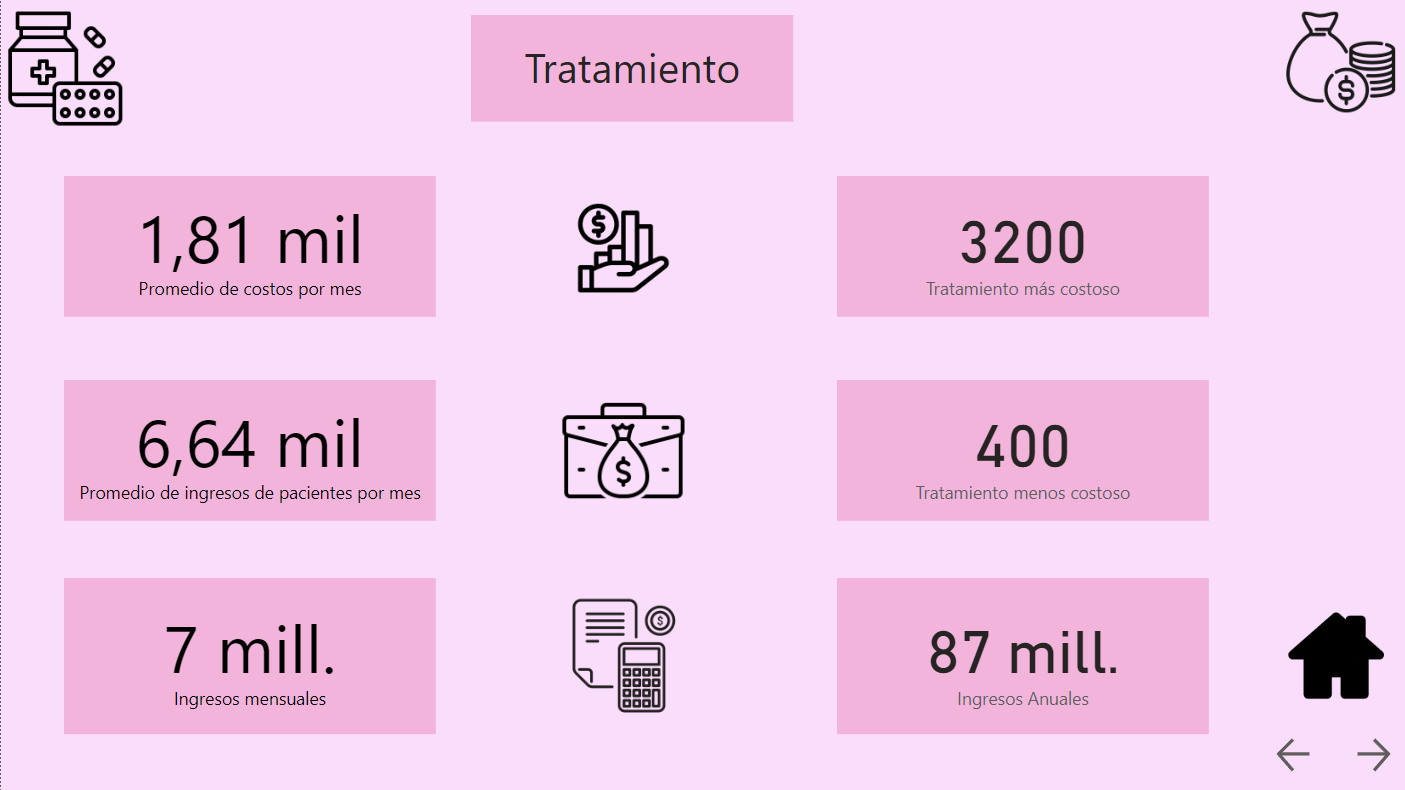 Tratamiento
1,81 mil
Promedio de costos por mes
3200
Tratamiento más costoso
6,64 mil
Promedio de ingresos de pacientes por mes
400
Tratamiento menos costoso
7 mill.
Ingresos mensuales
87 mill.
Ingresos Anuales